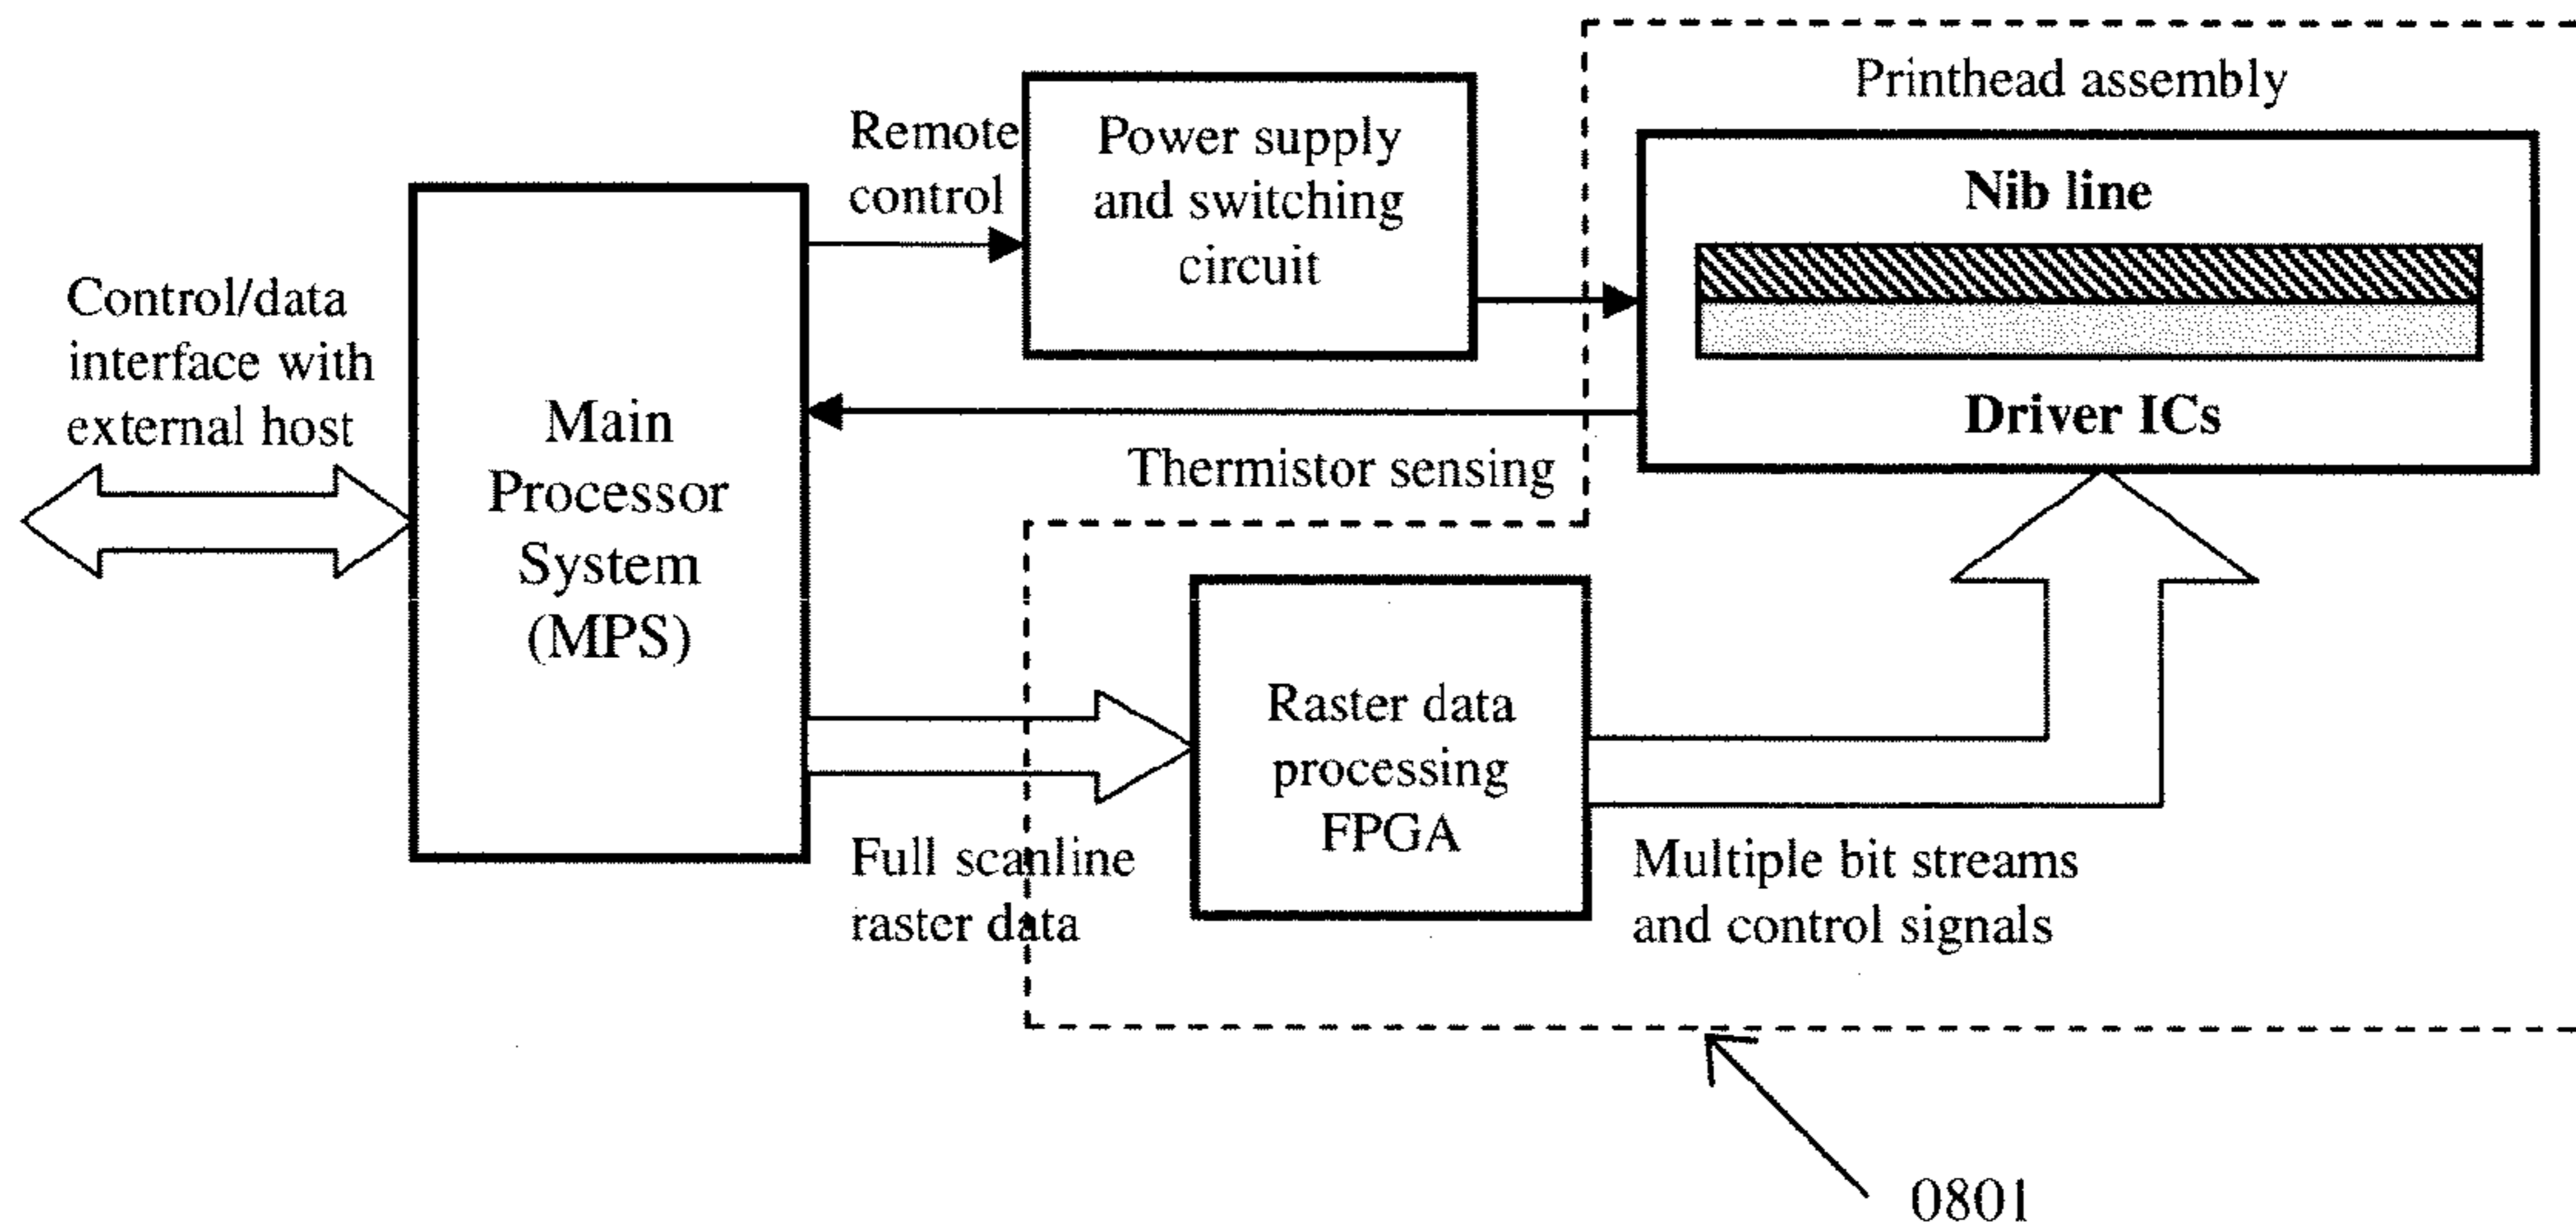 Printhead assembly
Remote
control
Power supply
and switching
circuit
Nib line
Driver ICs
Control/data
interface with
external host
Main
Processor
System
(MPS)
Thermistor sensing
Raster data
processing
FPGA
Full scanline
raster data
Multiple bit streams
and control signals
0801